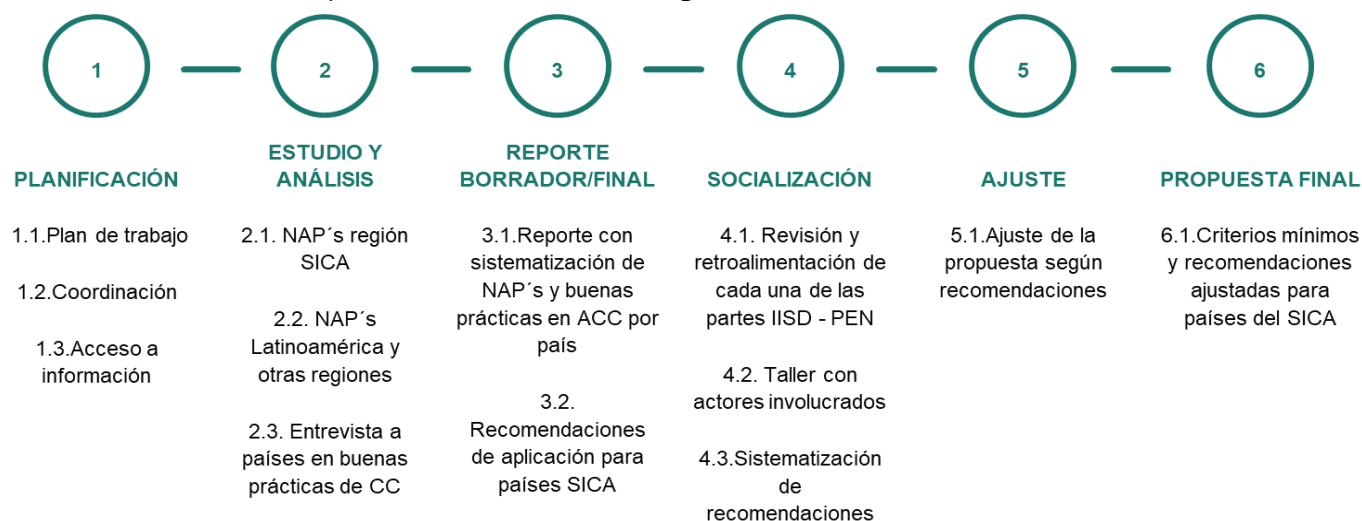 1
2
3
4
5
6
PLANIFICACIÓN
1.1.Plan de trabajo
1.2.Coordinación
1.3.Acceso a
información
ESTUDIO Y
ANÁLISIS
2.1. NAP´s región
SICA
2.2. NAP´s
Latinoamérica y
otras regiones
2.3. Entrevista a
países en buenas
prácticas de CC
REPORTE
BORRADOR/FINAL
3.1.Reporte con
sistematización de
NAP´s y buenas
prácticas en ACC por
país
3.2.
Recomendaciones
de aplicación para
países SICA
SOCIALIZACIÓN
4.1. Revisión y
retroalimentación de
cada una de las
partes IISD - PEN
4.2. Taller con
actores involucrados
4.3.Sistematización
de
recomendaciones
AJUSTE
5.1.Ajuste de la
propuesta según
recomendaciones
PROPUESTA FINAL
6.1.Criterios mínimos
y recomendaciones
ajustadas para
países del SICA